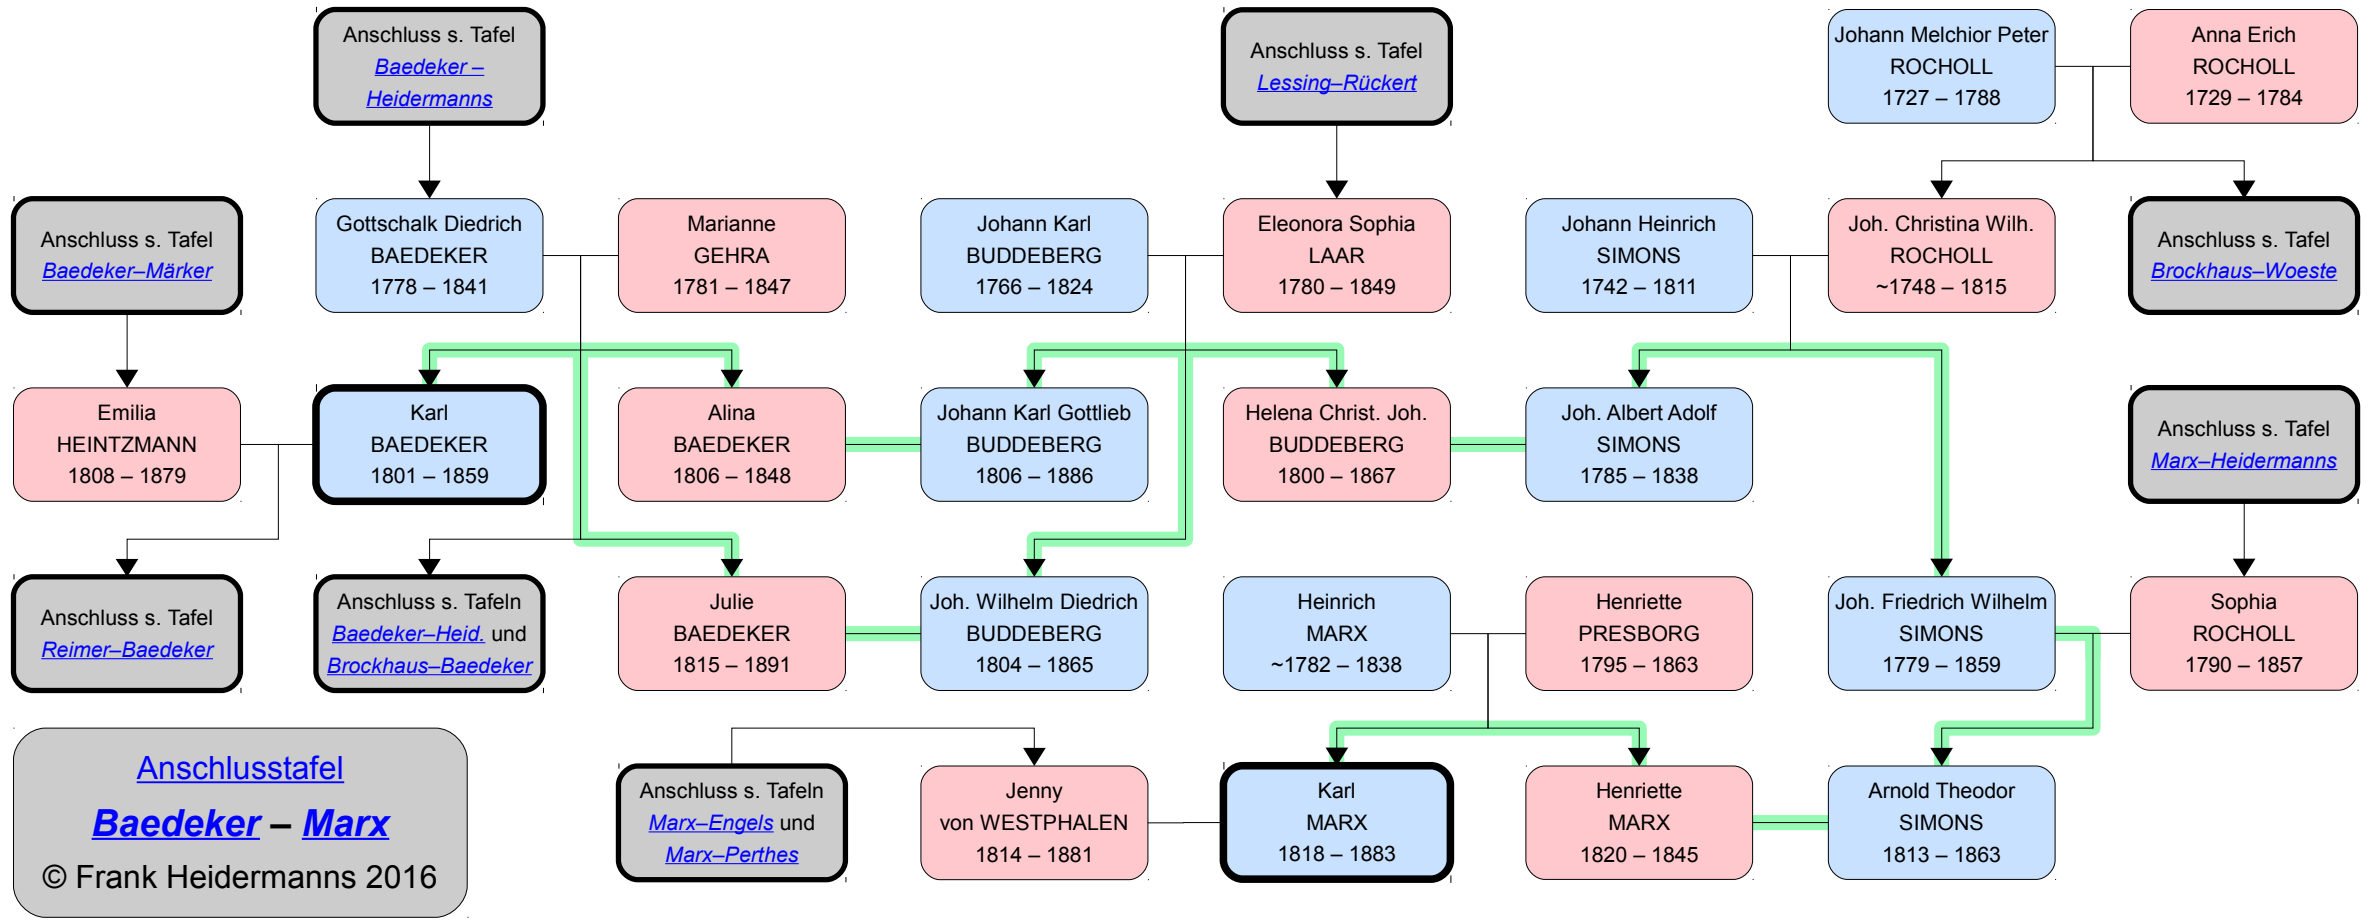 Anschluss s. Tafel
Baedeker –
Heidermanns
Anschluss s. Tafel
Lessing–Rückert
Johann Melchior Peter
ROCHOLL
1727 – 1788
Anna Erich
ROCHOLL
1729 – 1784
Anschluss s. Tafel
Baedeker–Märker
Gottschalk Diedrich
BAEDEKER
1778 – 1841
Marianne
GEHRA
1781 – 1847
Johann Karl
BUDDEBERG
1766 – 1824
Eleonora Sophia
LAAR
1780 – 1849
Johann Heinrich
SIMONS
1742 – 1811
Joh. Christina Wilh.
ROCHOLL
~1748 – 1815
Anschluss s. Tafel
Brockhaus–Woeste
Emilia
HEINTZMANN
1808 – 1879
Karl
BAEDEKER
1801 – 1859
Alina
BAEDEKER
1806 – 1848
Johann Karl Gottlieb
BUDDEBERG
1806 – 1886
Helena Christ. Joh.
BUDDEBERG
1800 – 1867
Joh. Albert Adolf
SIMONS
1785 – 1838
Anschluss s. Tafel
Marx–Heidermanns
Anschluss s. Tafel
Reimer–Baedeker
Anschluss s. Tafeln
Baedeker–Heid. und
Brockhaus–Baedeker
Julie
BAEDEKER
1815 – 1891
Joh. Wilhelm Diedrich
BUDDEBERG
1804 – 1865
Heinrich
MARX
~1782 – 1838
Henriette
PRESBORG
1795 – 1863
Joh. Friedrich Wilhelm
SIMONS
1779 – 1859
Sophia
ROCHOLL
1790 – 1857
Anschlusstafel
Baedeker – Marx
© Frank Heidermanns 2016
Anschluss s. Tafeln
Marx–Engels und
Marx–Perthes
Jenny
von WESTPHALEN
1814 – 1881
Karl
MARX
1818 – 1883
Henriette
MARX
1820 – 1845
Arnold Theodor
SIMONS
1813 – 1863